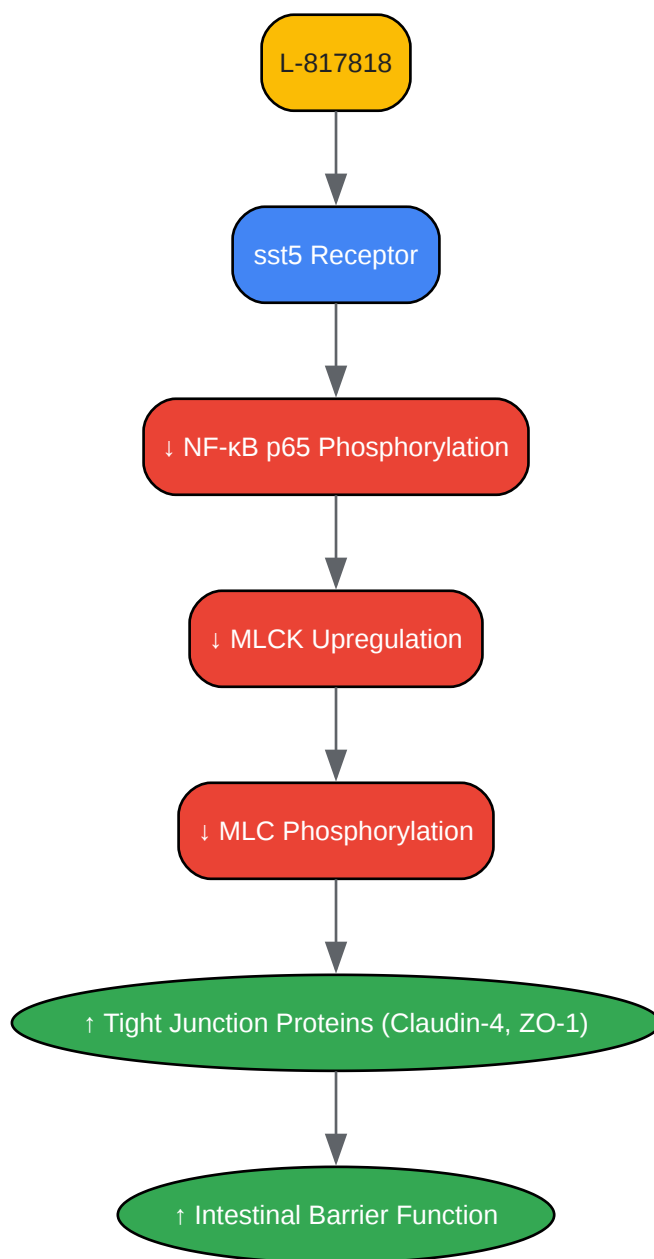 L-817818
sst5 Receptor
↓ NF-κB p65 Phosphorylation
↓ MLCK Upregulation
↓ MLC Phosphorylation
↑ Tight Junction Proteins (Claudin-4, ZO-1)
↑ Intestinal Barrier Function